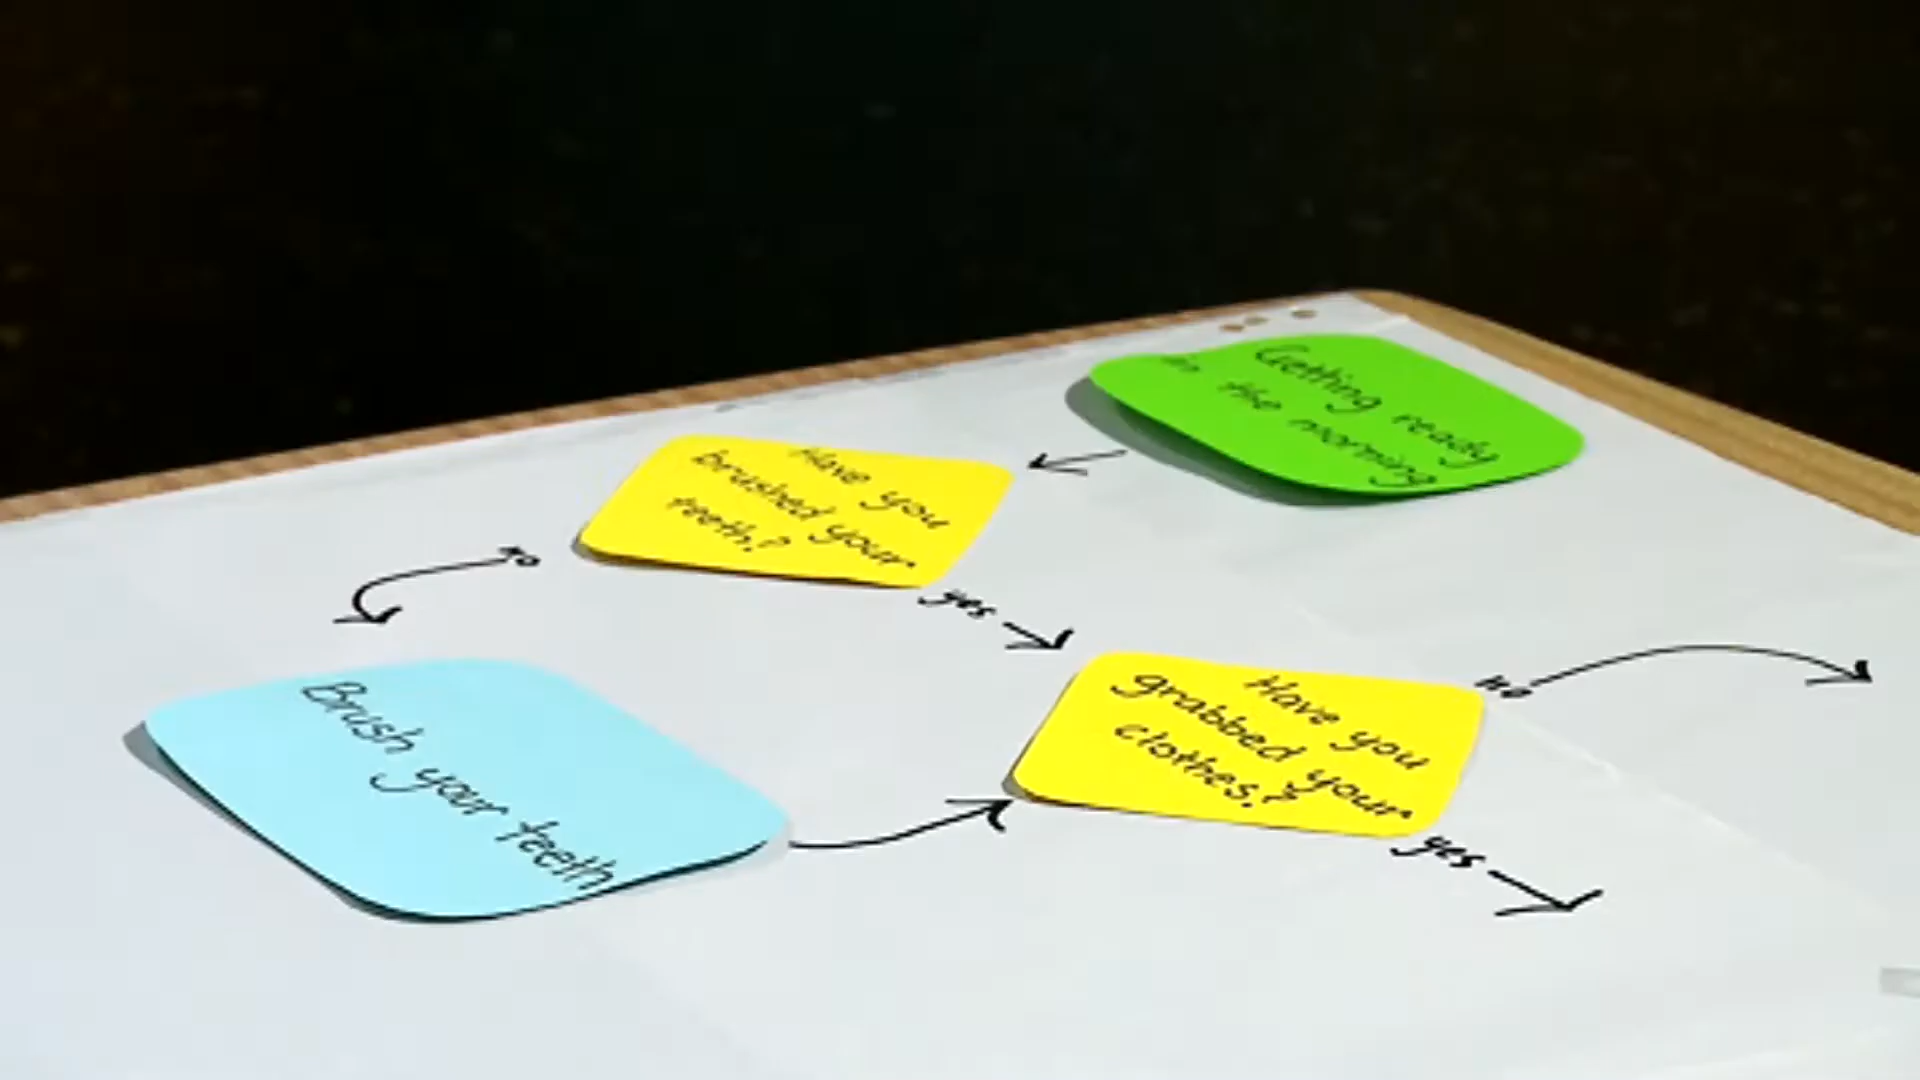 Getting ready
in the morning
Have you
brushed your
teeth?
no
yes
Brush your teeth
Have you
grabbed your
clothes?
no
yes